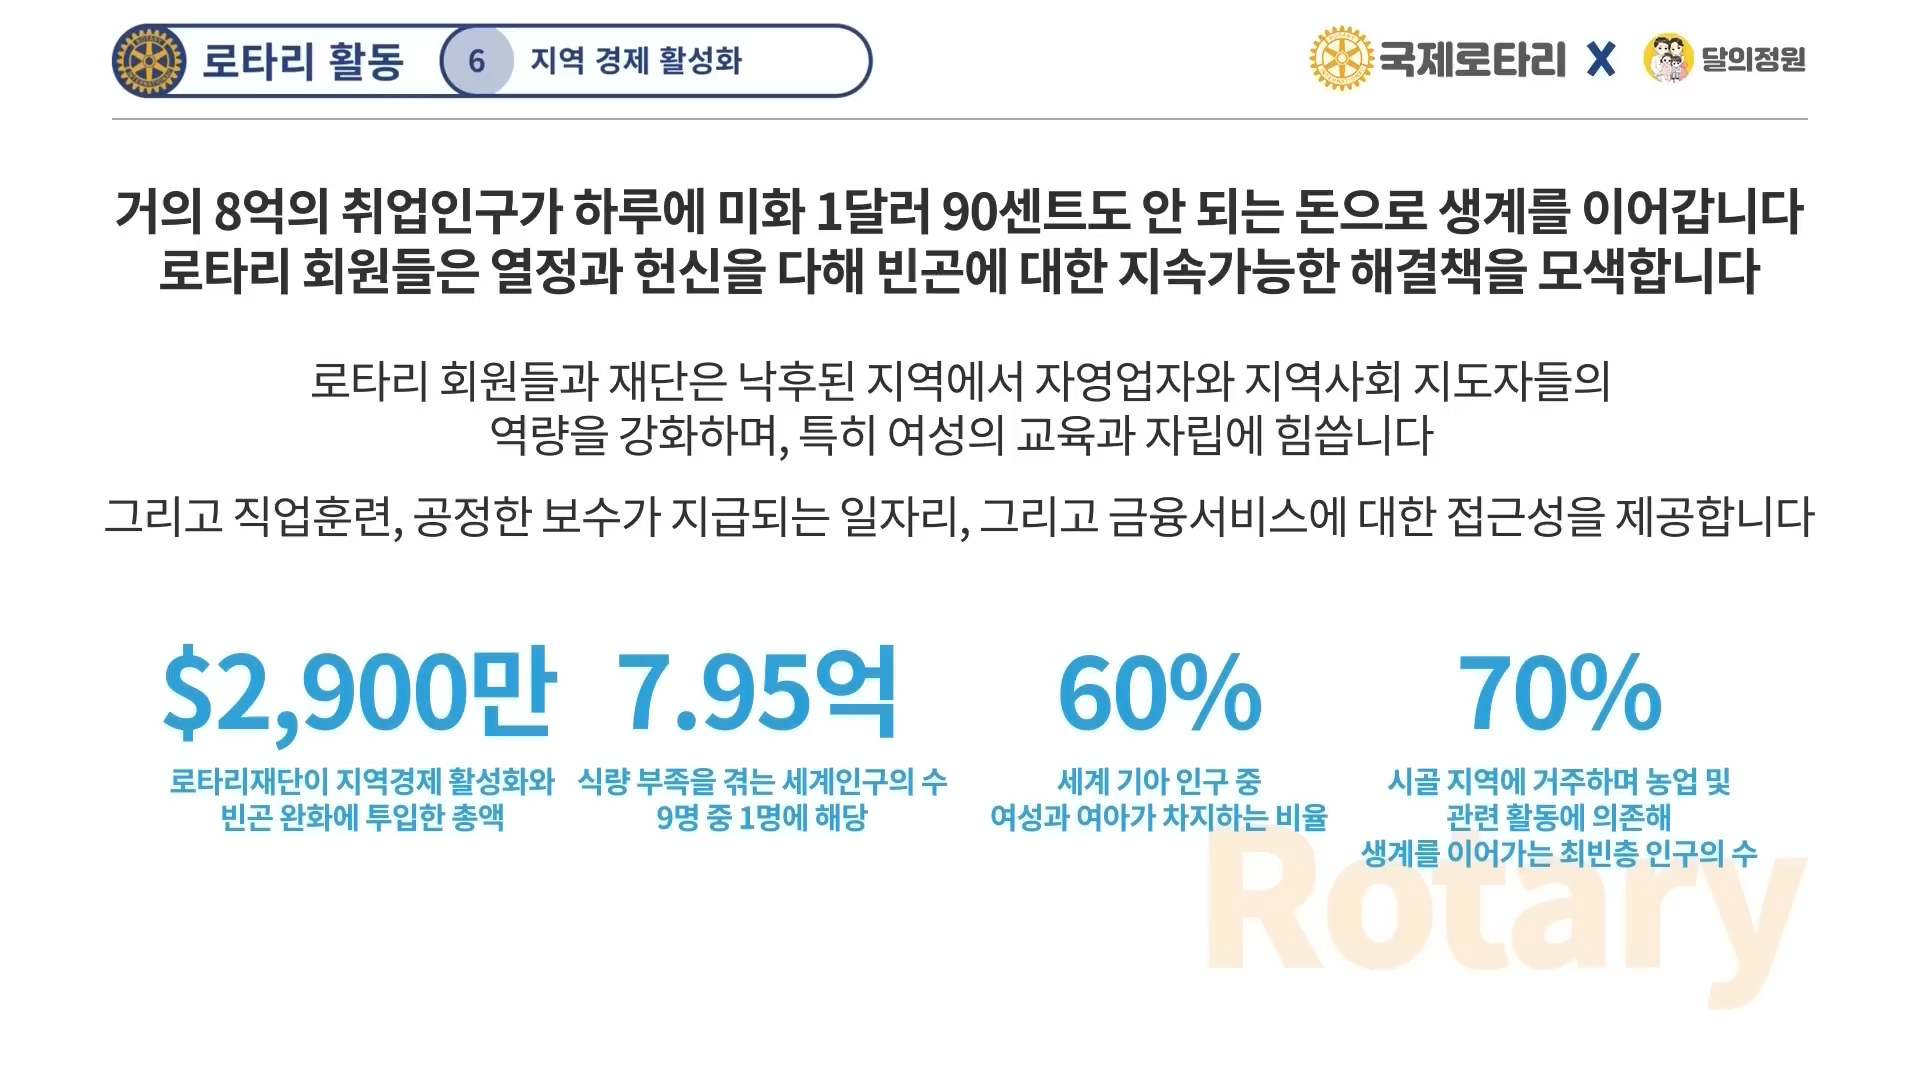 로타리 활동
6
지역 경제 활성화
국제로타리 X 달의정원
거의 8억의 취업인구가 하루에 미화 1달러 90센트도 안 되는 돈으로 생계를 이어갑니다
로타리 회원들은 열정과 헌신을 다해 빈곤에 대한 지속가능한 해결책을 모색합니다
로타리 회원들과 재단은 낙후된 지역에서 자영업자와 지역사회 지도자들의
역량을 강화하며, 특히 여성의 교육과 자립에 힘씁니다
그리고 직업훈련, 공정한 보수가 지급되는 일자리, 그리고 금융서비스에 대한 접근성을 제공합니다
$2,900만
로타리재단이 지역경제 활성화와
빈곤 완화에 투입한 총액
7.95억
식량 부족을 겪는 세계인구의 수
9명 중 1명에 해당
60%
세계 기아 인구 중
여성과 여아가 차지하는 비율
70%
시골 지역에 거주하며 농업 및
관련 활동에 의존해
생계를 이어가는 최빈층 인구의 수
Rotary